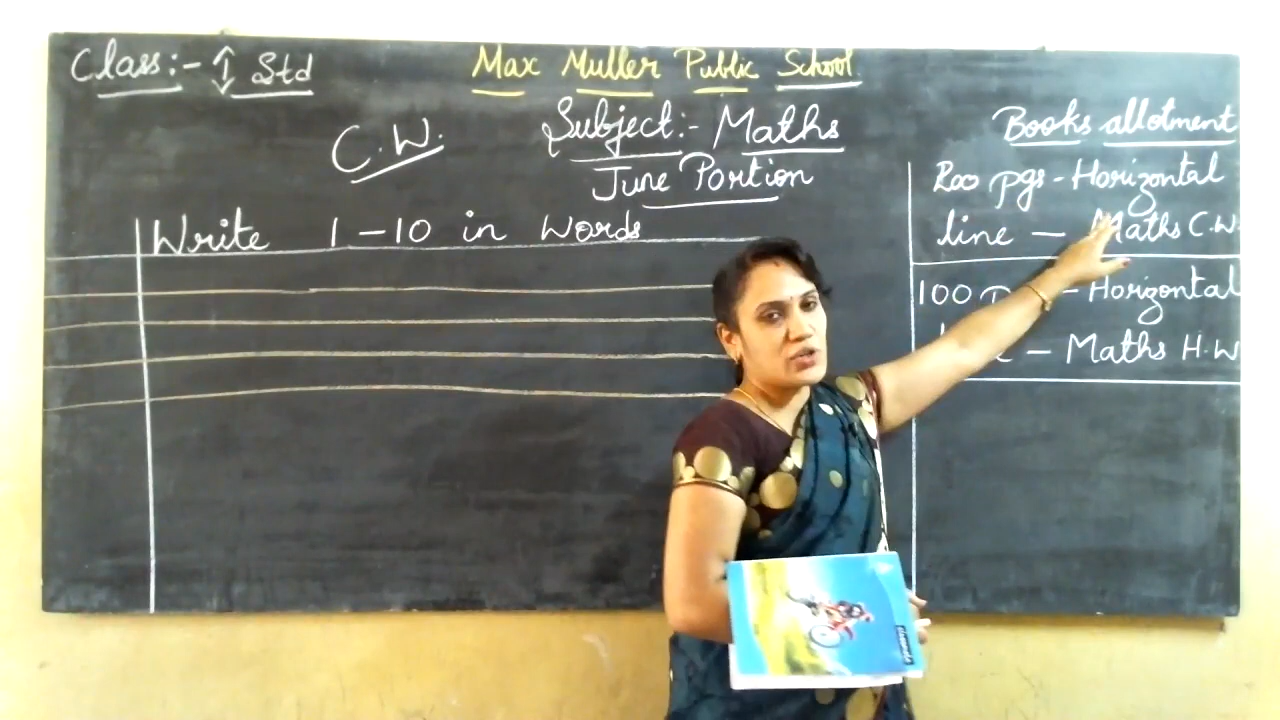 Class:- I Std
Max Muller Public School
C.W.
Subject:- Maths
June Portion
Write 1-10 in words
Books allotment
200 pgs - Horizontal
line - Maths C.W.
100 - Horizontal
- Maths H.W